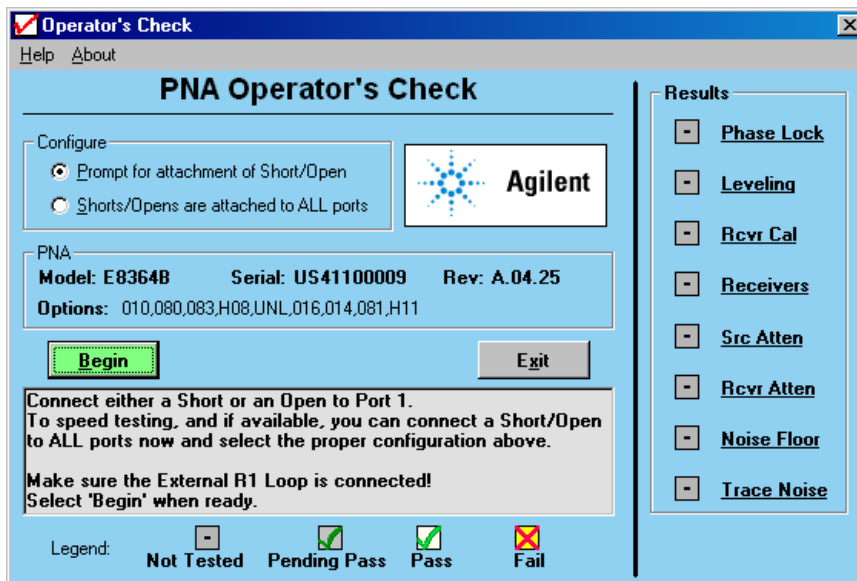 Operator's Check
Help About
PNA Operator's Check
Configure
Prompt for attachment of Short/Open
Shorts/Opens are attached to ALL ports
Agilent
PNA
Model: E8364B Serial: US41100009 Rev: A.04.25
Options: 010,080,083,H08,UNL,016,014,081,H11
Begin
Exit
Connect either a Short or an Open to Port 1.
To speed testing, and if available, you can connect a Short/Open
to ALL ports now and select the proper configuration above.
Make sure the External R1 Loop is connected!
Select 'Begin' when ready.
Legend:
- Not Tested
Pending Pass
Pass
Fail
Results
- Phase Lock
- Leveling
- Rcvr Cal
- Receivers
- Src Atten
- Rcvr Atten
- Noise Floor
- Trace Noise